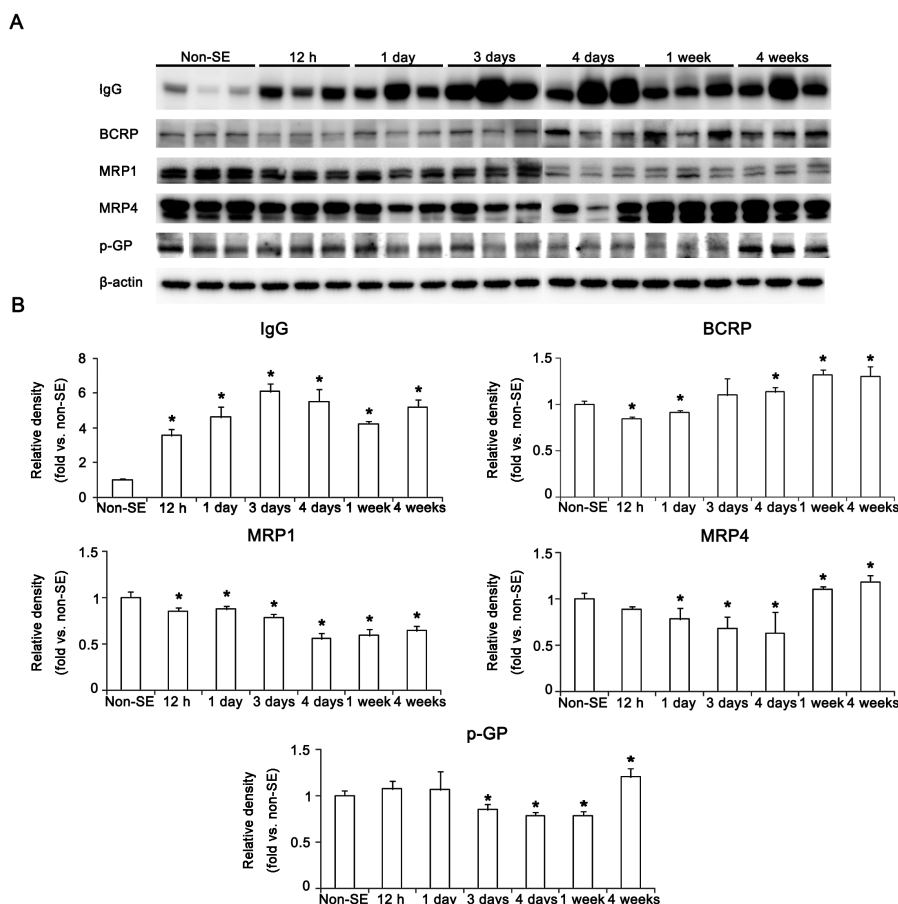 A
Non-SE 12 h 1 day 3 days 4 days 1 week 4 weeks
IgG
BCRP
MRP1
MRP4
p-GP
β-actin
B
IgG
Relative density
(fold vs. non-SE)
8
6
4
2
0
* * * * * *
Non-SE 12 h 1 day 3 days 4 days 1 week 4 weeks
BCRP
Relative density
(fold vs. non-SE)
1.5
1
0.5
0
* * * * *
Non-SE 12 h 1 day 3 days 4 days 1 week 4 weeks
MRP1
Relative density
(fold vs. non-SE)
1.5
1
0.5
0
* * * * * *
Non-SE 12 h 1 day 3 days 4 days 1 week 4 weeks
MRP4
Relative density
(fold vs. non-SE)
1.5
1
0.5
0
* * * * *
Non-SE 12 h 1 day 3 days 4 days 1 week 4 weeks
p-GP
Relative density
(fold vs. non-SE)
1.5
1
0.5
0
* * * *
Non-SE 12 h 1 day 3 days 4 days 1 week 4 weeks